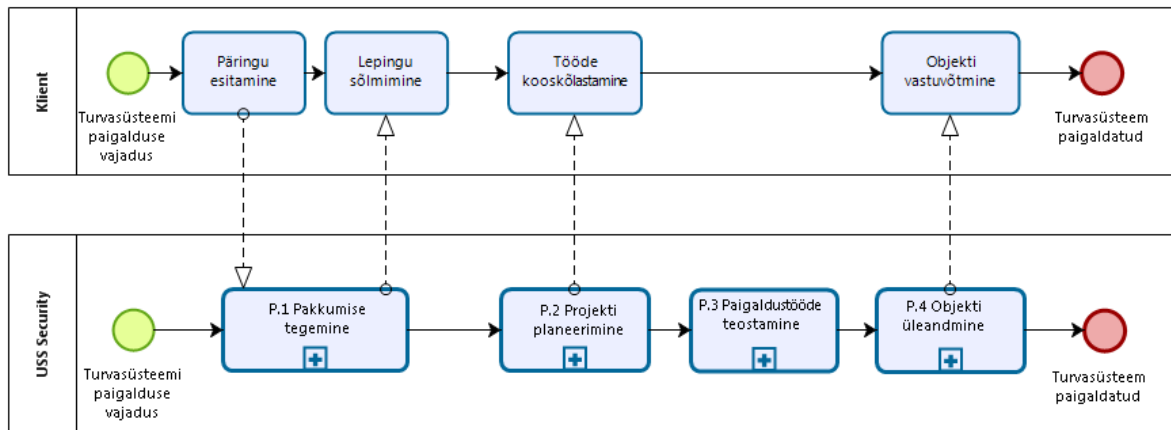 Klient
Turvasüsteemi
paigalduse
vajadus
Päringu
esitamine
Lepingu
sõlmimine
Tööde
kooskõlastamine
Objekti
vastuvõtmine
Turvasüsteem
paigaldatud
USS Security
Turvasüsteemi
paigalduse
vajadus
P.1 Pakkumise
tegemine
P.2 Projekti
planeerimine
P.3 Paigaldustööde
teostamine
P.4 Objekti
üleandmine
Turvasüsteem
paigaldatud